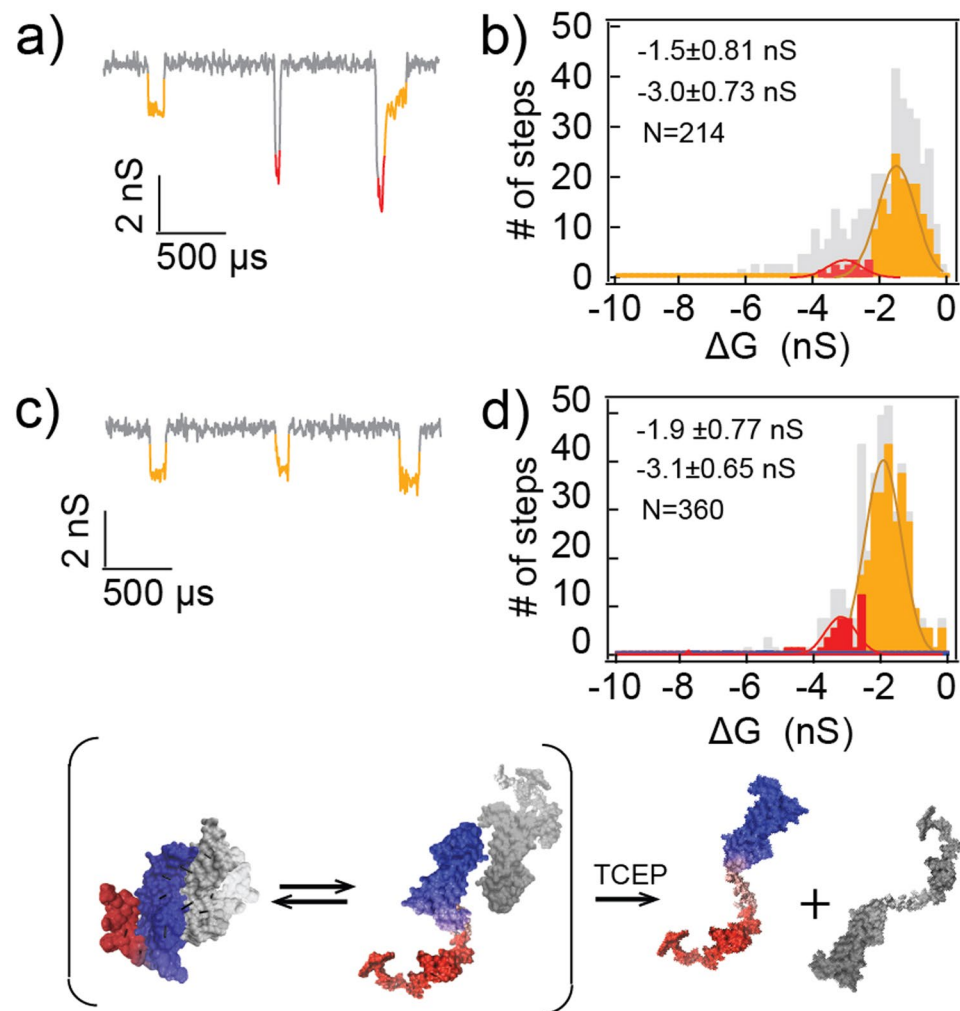 a)
2 nS
500 µs
b)
50
40
30
20
10
0
# of steps
-1.5±0.81 nS
-3.0±0.73 nS
N=214
-10 -8 -6 -4 -2 0
ΔG (nS)
c)
2 nS
500 µs
d)
50
40
30
20
10
0
# of steps
-1.9 ±0.77 nS
-3.1±0.65 nS
N=360
-10 -8 -6 -4 -2 0
ΔG (nS)
TCEP
+